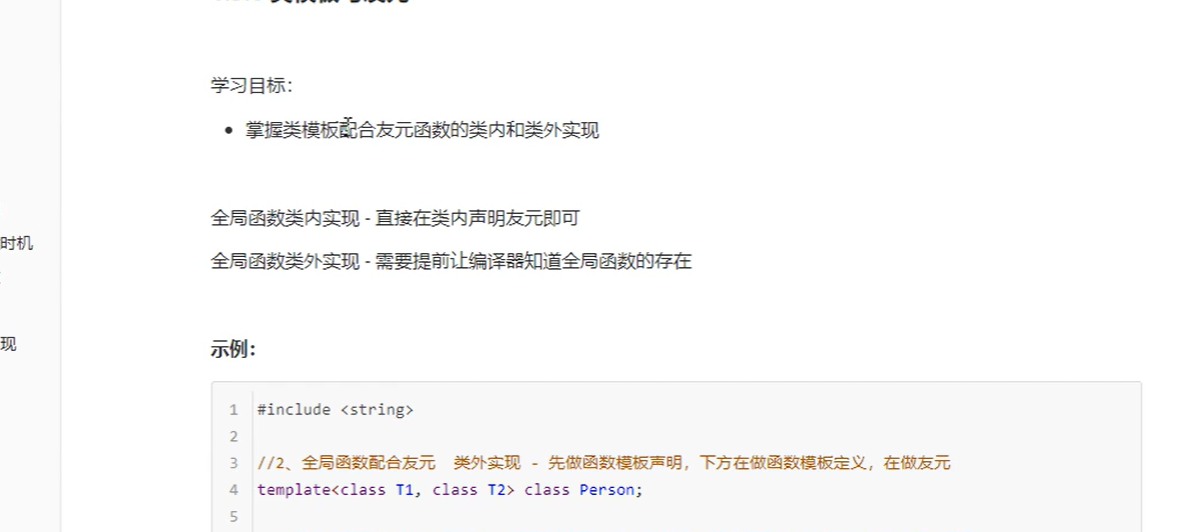 学习目标：
掌握类模板配合友元函数的类内和类外实现
全局函数类内实现 - 直接在类内声明友元即可
时机
全局函数类外实现 - 需要提前让编译器知道全局函数的存在
现
示例：
1 #include <string>
2
3 //2、全局函数配合友元  类外实现 - 先做函数模板声明，下方在做函数模板定义，在做友元
4 template<class T1, class T2> class Person;
5